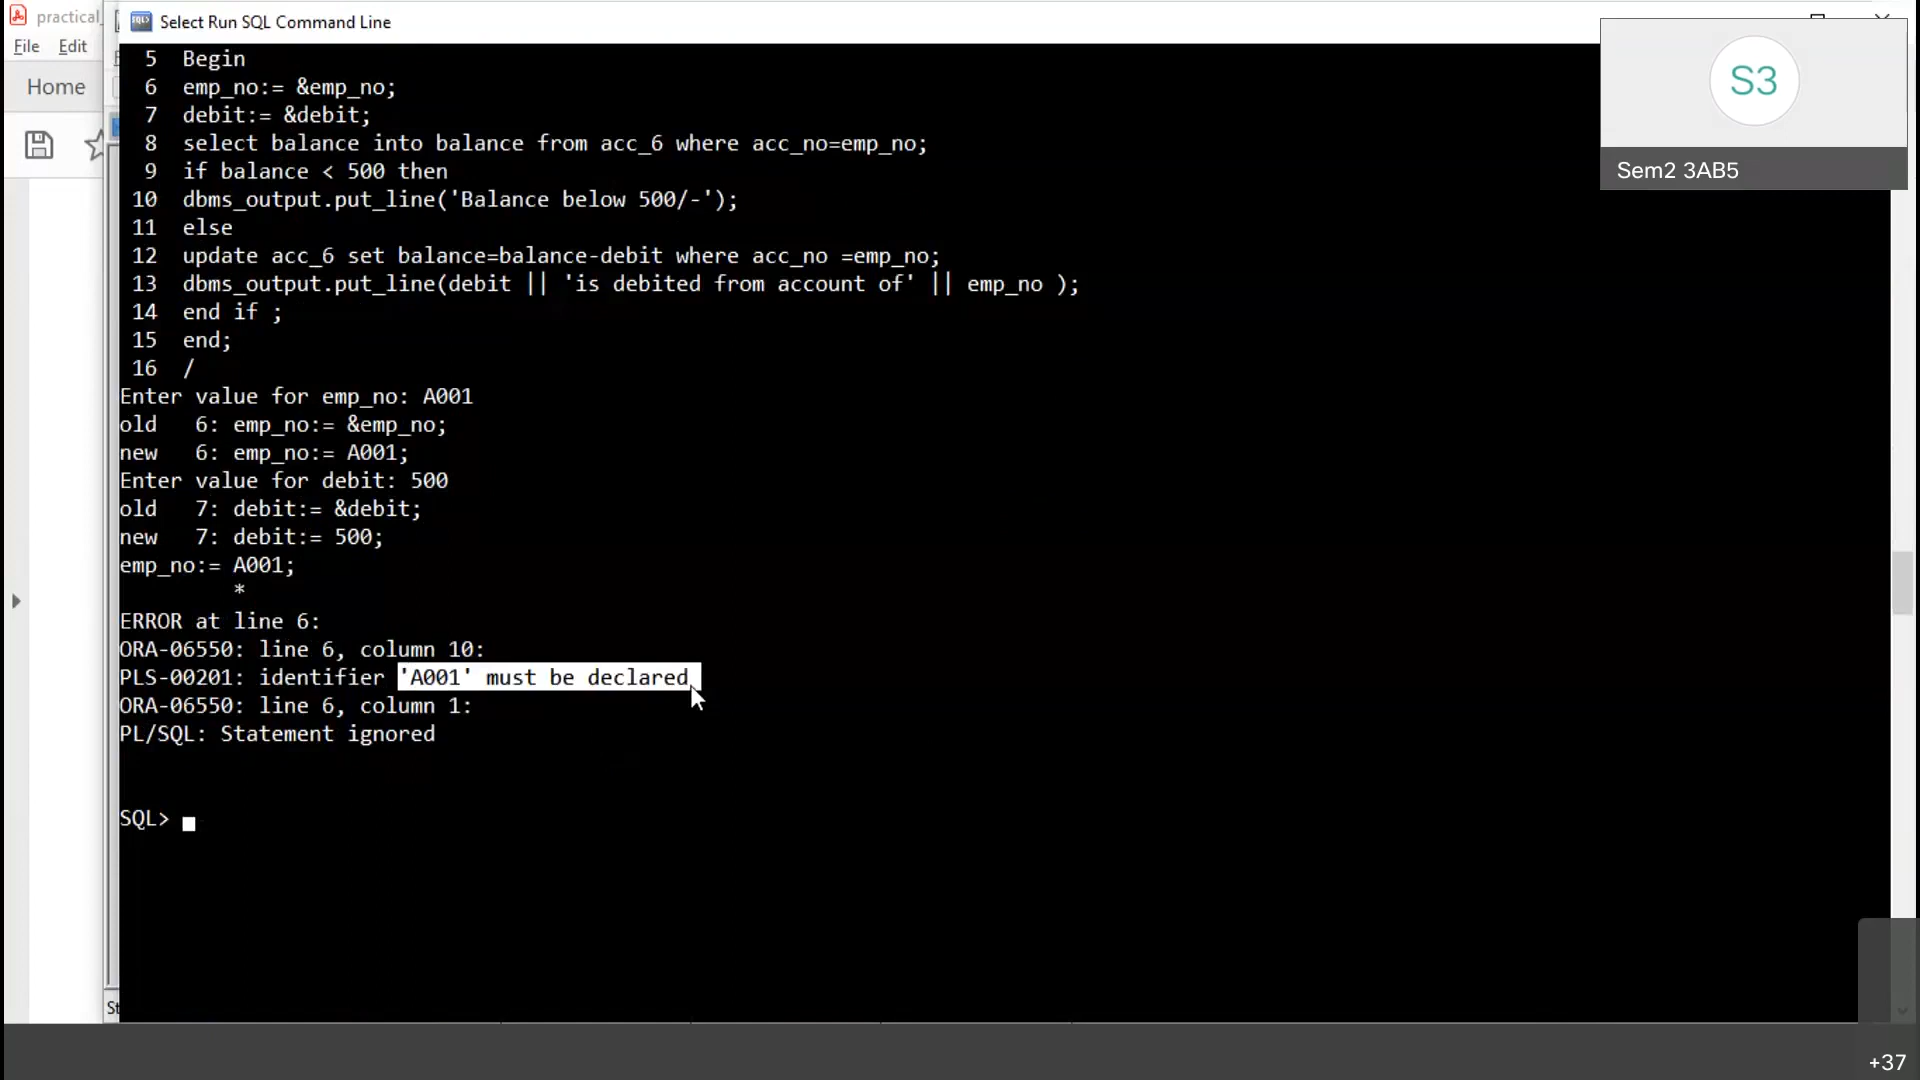 practical_
Select Run SQL Command Line
File Edit
Home
5 Begin
6 emp_no:= &emp_no;
7 debit:= &debit;
8 select balance into balance from acc_6 where acc_no=emp_no;
9 if balance < 500 then
10 dbms_output.put_line('Balance below 500/-');
11 else
12 update acc_6 set balance=balance-debit where acc_no =emp_no;
13 dbms_output.put_line(debit || 'is debited from account of' || emp_no );
14 end if ;
15 end;
16 /
Enter value for emp_no: A001
old 6: emp_no:= &emp_no;
new 6: emp_no:= A001;
Enter value for debit: 500
old 7: debit:= &debit;
new 7: debit:= 500;
emp_no:= A001;
*
ERROR at line 6:
ORA-06550: line 6, column 10:
PLS-00201: identifier 'A001' must be declared
ORA-06550: line 6, column 1:
PL/SQL: Statement ignored
SQL>
S3
Sem2 3AB5
+37